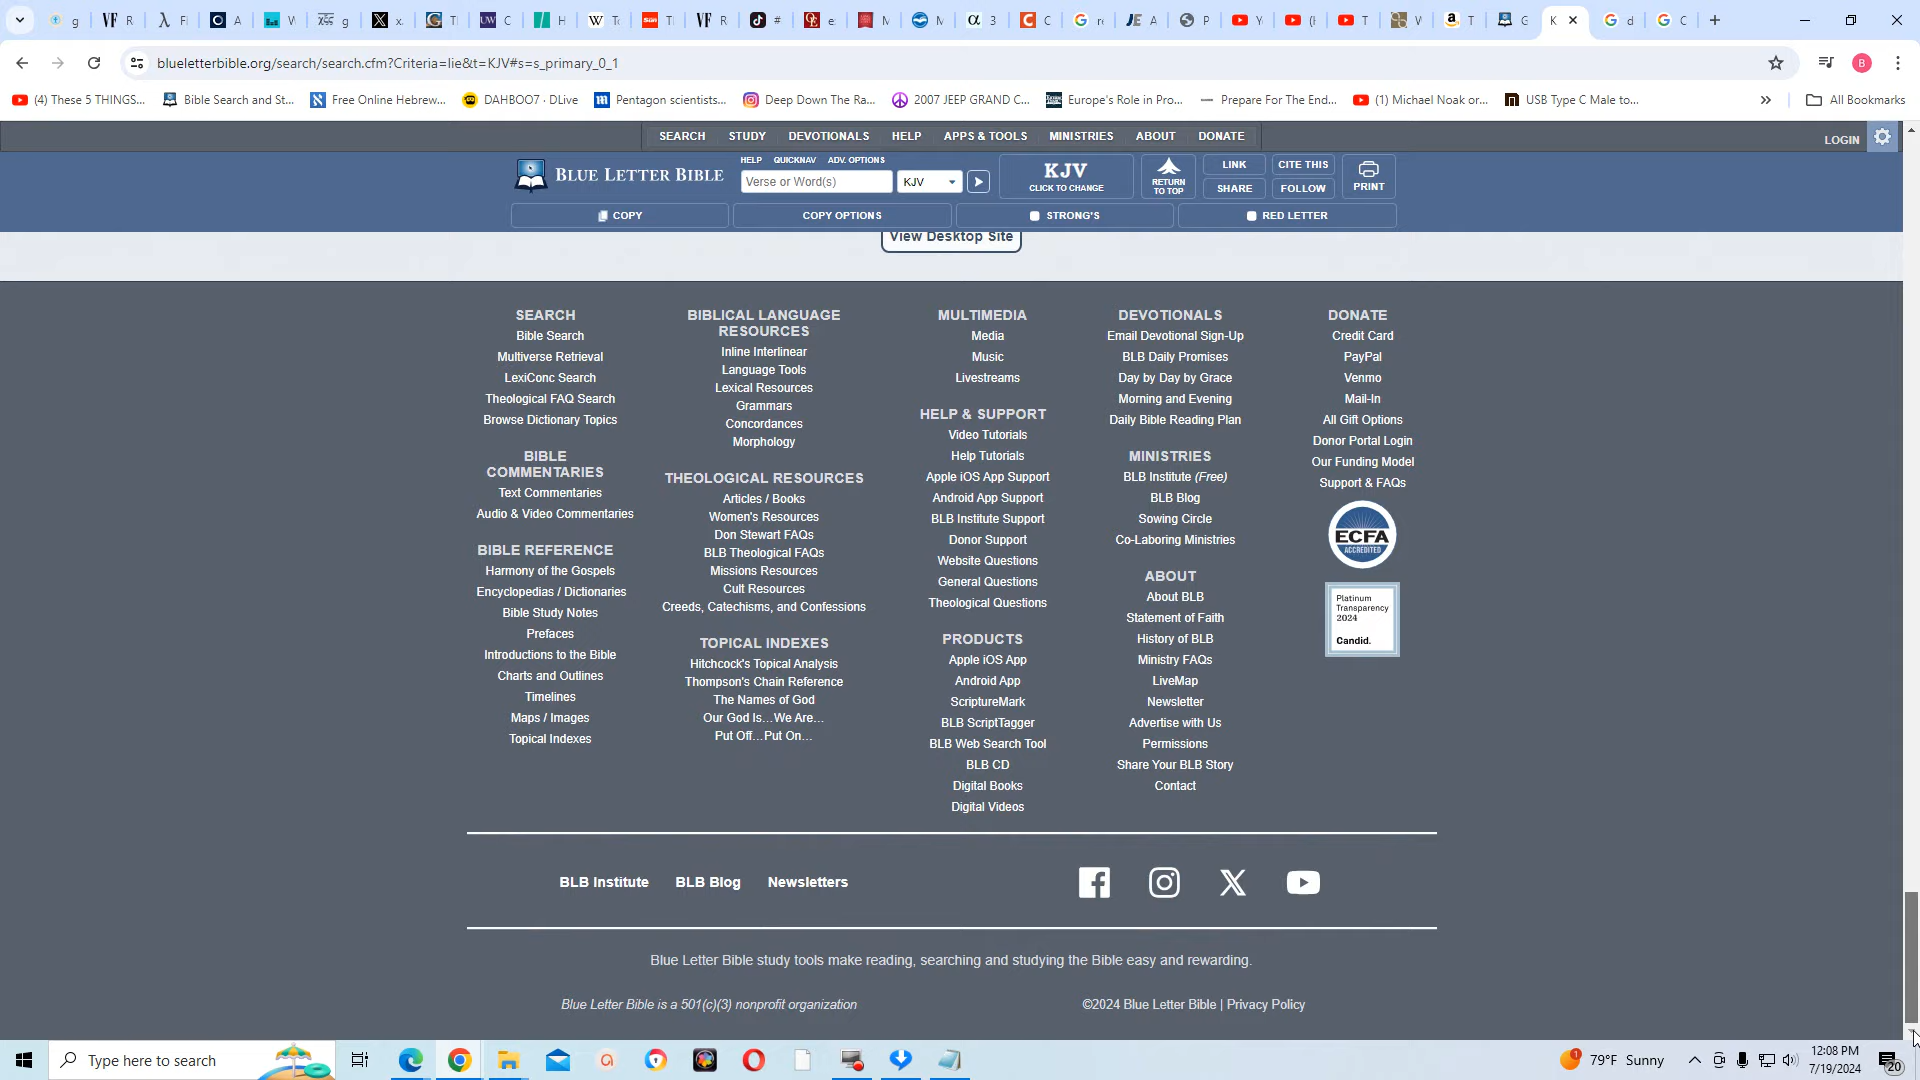 g
VF R
F
A
W
g
x.
T
UW C
H
W To
Sun T
VF R
#
OE e
M
M
α 3
C C
G re
JE A
P
Y
(
T
W
a T
G
K
G d
G C
blueletterbible.org/search/search.cfm?Criteria=lie&t=KJV#s=s_primary_0_1
B
(4) These 5 THINGS...
Bible Search and St...
Free Online Hebrew...
DAHBOO7 · DLive
Pentagon scientists...
Deep Down The Ra...
2007 JEEP GRAND C...
Europe's Role in Pro...
Prepare For The End...
(1) Michael Noak or...
USB Type C Male to...
All Bookmarks
SEARCH STUDY DEVOTIONALS HELP APPS & TOOLS MINISTRIES ABOUT DONATE
LOGIN
HELP QUICKNAV ADV. OPTIONS
BLUE LETTER BIBLE
Verse or Word(s)
KJV
KJV
CLICK TO CHANGE
RETURN
TO TOP
LINK
CITE THIS
SHARE
FOLLOW
PRINT
COPY
COPY OPTIONS
STRONG'S
RED LETTER
View Desktop Site
SEARCH
Bible Search
Multiverse Retrieval
LexiConc Search
Theological FAQ Search
Browse Dictionary Topics
BIBLE
COMMENTARIES
Text Commentaries
Audio & Video Commentaries
BIBLE REFERENCE
Harmony of the Gospels
Encyclopedias / Dictionaries
Bible Study Notes
Prefaces
Introductions to the Bible
Charts and Outlines
Timelines
Maps / Images
Topical Indexes
BIBLICAL LANGUAGE
RESOURCES
Inline Interlinear
Language Tools
Lexical Resources
Grammars
Concordances
Morphology
THEOLOGICAL RESOURCES
Articles / Books
Women's Resources
Don Stewart FAQs
BLB Theological FAQs
Missions Resources
Cult Resources
Creeds, Catechisms, and Confessions
TOPICAL INDEXES
Hitchcock's Topical Analysis
Thompson's Chain Reference
The Names of God
Our God Is...We Are...
Put Off...Put On...
MULTIMEDIA
Media
Music
Livestreams
HELP & SUPPORT
Video Tutorials
Help Tutorials
Apple iOS App Support
Android App Support
BLB Institute Support
Donor Support
Website Questions
General Questions
Theological Questions
PRODUCTS
Apple iOS App
Android App
ScriptureMark
BLB ScriptTagger
BLB Web Search Tool
BLB CD
Digital Books
Digital Videos
DEVOTIONALS
Email Devotional Sign-Up
BLB Daily Promises
Day by Day by Grace
Morning and Evening
Daily Bible Reading Plan
MINISTRIES
BLB Institute (Free)
BLB Blog
Sowing Circle
Co-Laboring Ministries
ABOUT
About BLB
Statement of Faith
History of BLB
Ministry FAQs
LiveMap
Newsletter
Advertise with Us
Permissions
Share Your BLB Story
Contact
DONATE
Credit Card
PayPal
Venmo
Mail-In
All Gift Options
Donor Portal Login
Our Funding Model
Support & FAQs
ECFA
ACCREDITED
Platinum
Transparency
2024
Candid.
BLB Institute BLB Blog Newsletters
Blue Letter Bible study tools make reading, searching and studying the Bible easy and rewarding.
Blue Letter Bible is a 501(c)(3) nonprofit organization
©2024 Blue Letter Bible | Privacy Policy
Type here to search
1
79°F Sunny
12:08 PM
7/19/2024
20